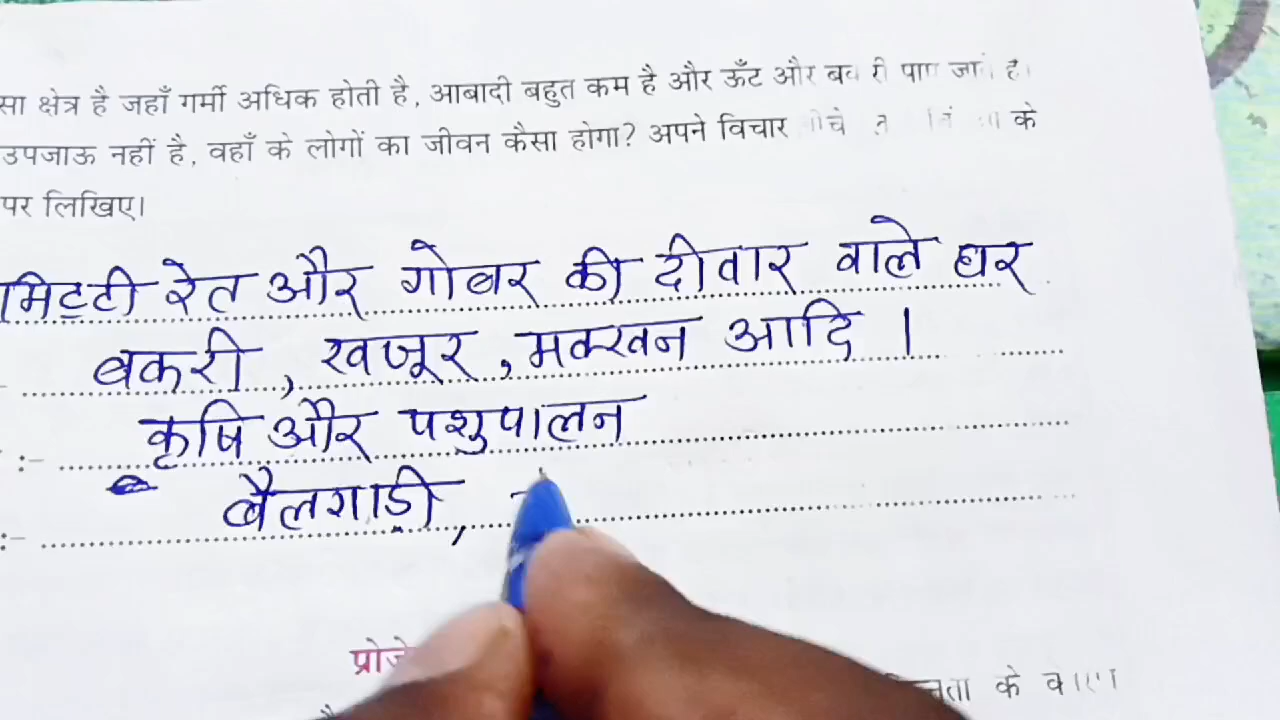 सा क्षेत्र है जहाँ गर्मी अधिक होती है, आबादी बहुत कम है और ऊँट और
उपजाऊ नहीं है, वहाँ के लोगों का जीवन कैसा होगा? अपने विचार के
पर लिखिए।
मिट्टी रेत और गोबर की दीवार वाले घर
बकरी, खजूर, मक्खन आदि ।
:- कृषि और पशुपालन
:- बैलगाड़ी,
के